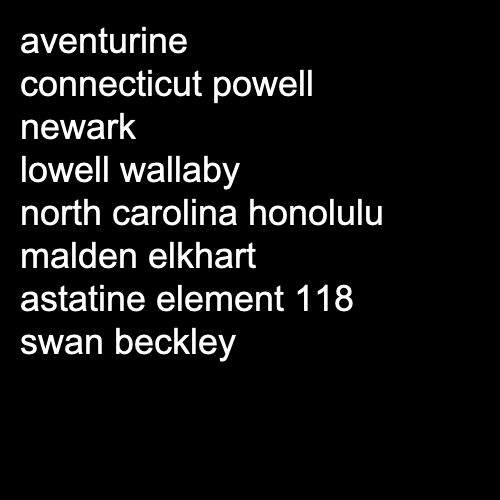 aventurine
connecticut powell
newark
lowell wallaby
north carolina honolulu
malden elkhart
astatine element 118
swan beckley